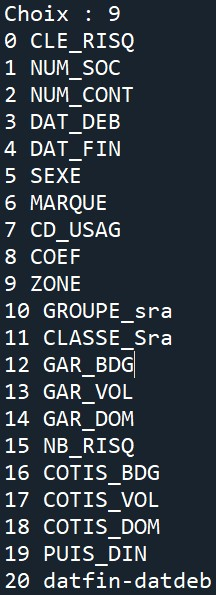 Choix : 9
0 CLE_RISQ
1 NUM_SOC
2 NUM_CONT
3 DAT_DEB
4 DAT_FIN
5 SEXE
6 MARQUE
7 CD_USAG
8 COEF
9 ZONE
10 GROUPE_sra
11 CLASSE_Sra
12 GAR_BDG
13 GAR_VOL
14 GAR_DOM
15 NB_RISQ
16 COTIS_BDG
17 COTIS_VOL
18 COTIS_DOM
19 PUIS_DIN
20 datfin-datdeb